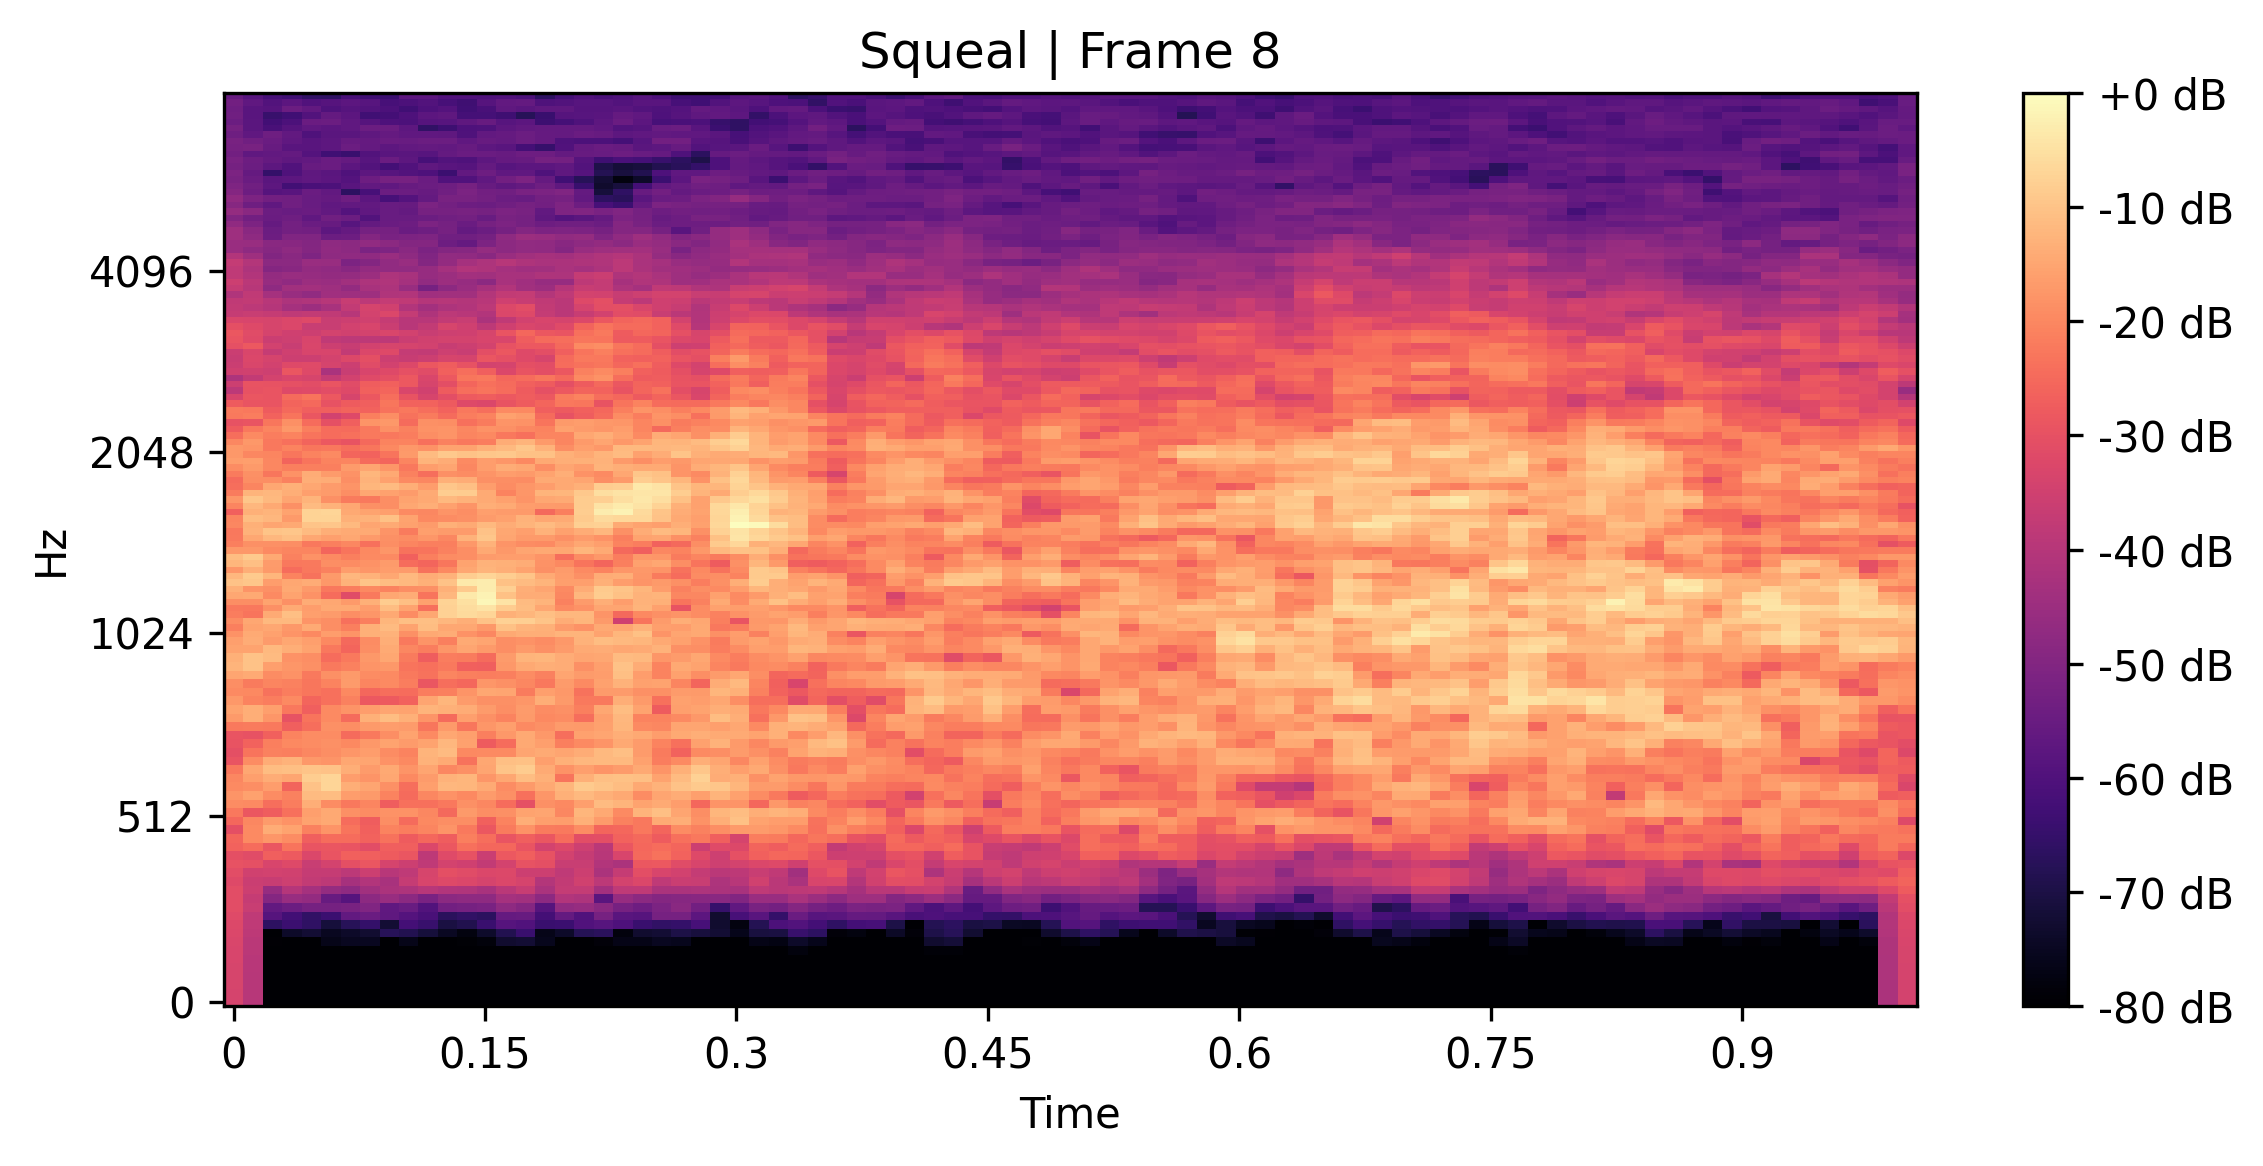 Squeal | Frame 8
+0 dB
-10 dB
-20 dB
-30 dB
-40 dB
-50 dB
-60 dB
-70 dB
-80 dB
Hz
4096
2048
1024
512
0
0 0.15 0.3 0.45 0.6 0.75 0.9
Time